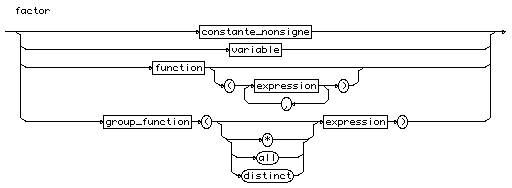 factor
constante_nonsigne
variable
function
( expression )
,
group_function ( expression )
*
all
distinct